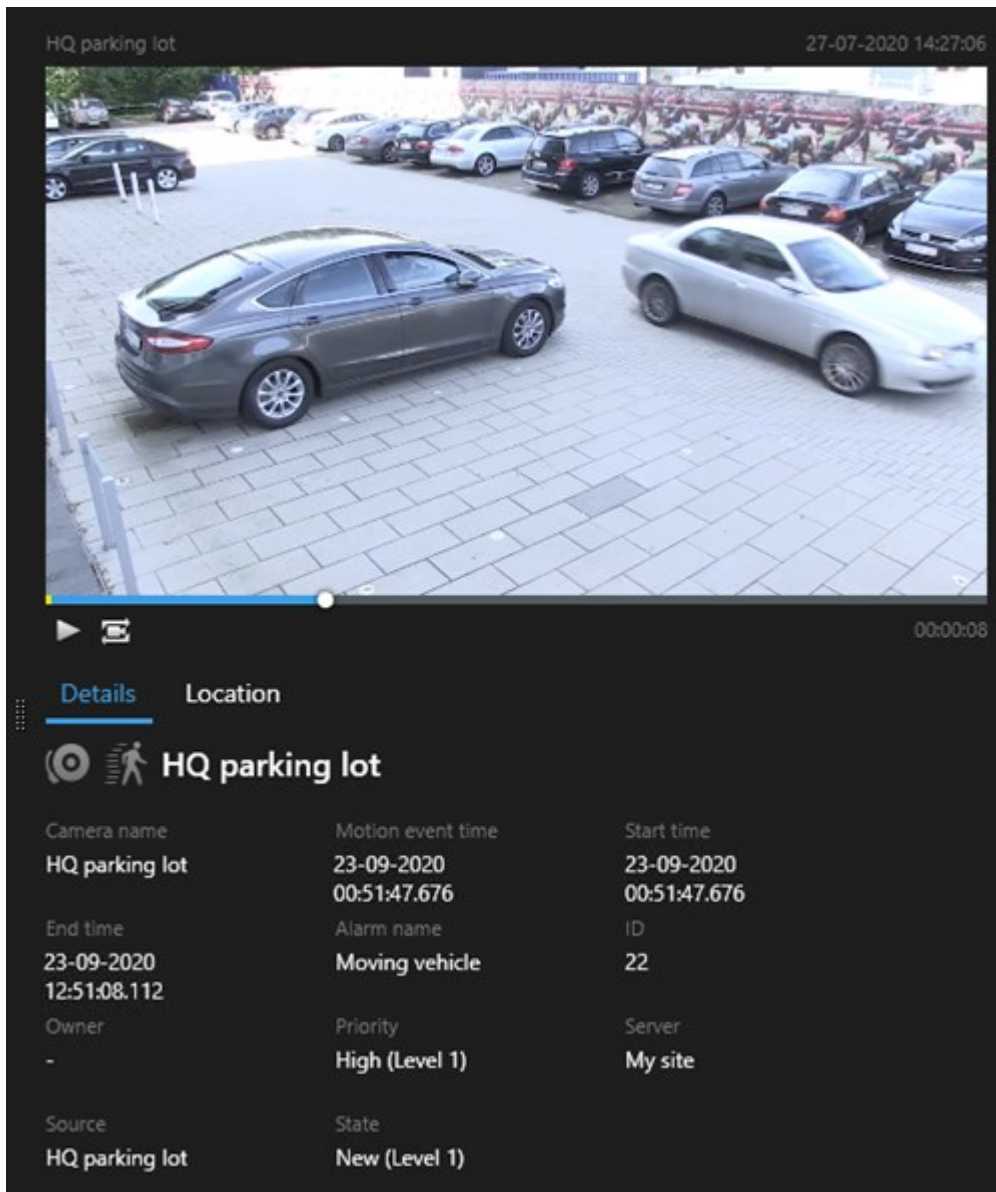 HQ parking lot 27-07-2020 14:27:06
00:00:08
Details Location
HQ parking lot
Camera name Motion event time Start time
HQ parking lot 23-09-2020 23-09-2020
00:51:47.676 00:51:47.676
End time Alarm name ID
23-09-2020 Moving vehicle 22
12:51:08.112
Owner Priority Server
- High (Level 1) My site
Source State
HQ parking lot New (Level 1)